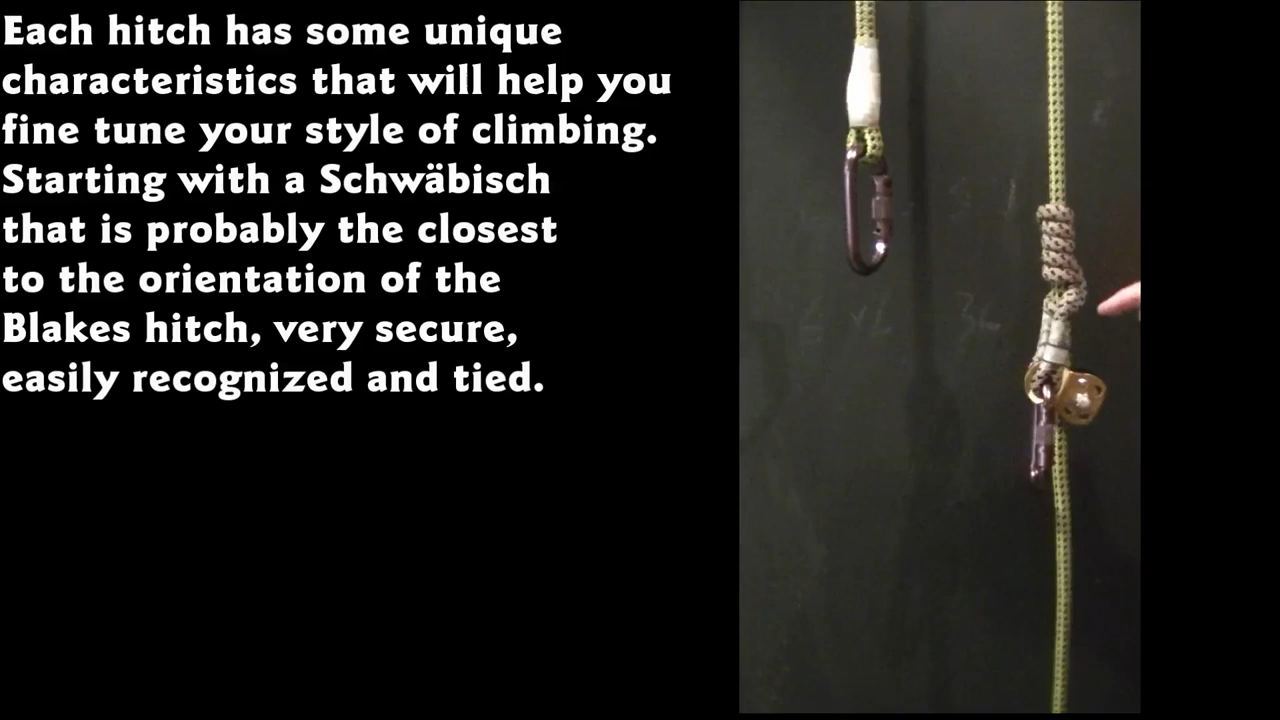 Each hitch has some unique
characteristics that will help you
fine tune your style of climbing.
Starting with a Schwäbisch
that is probably the closest
to the orientation of the
Blakes hitch, very secure,
easily recognized and tied.